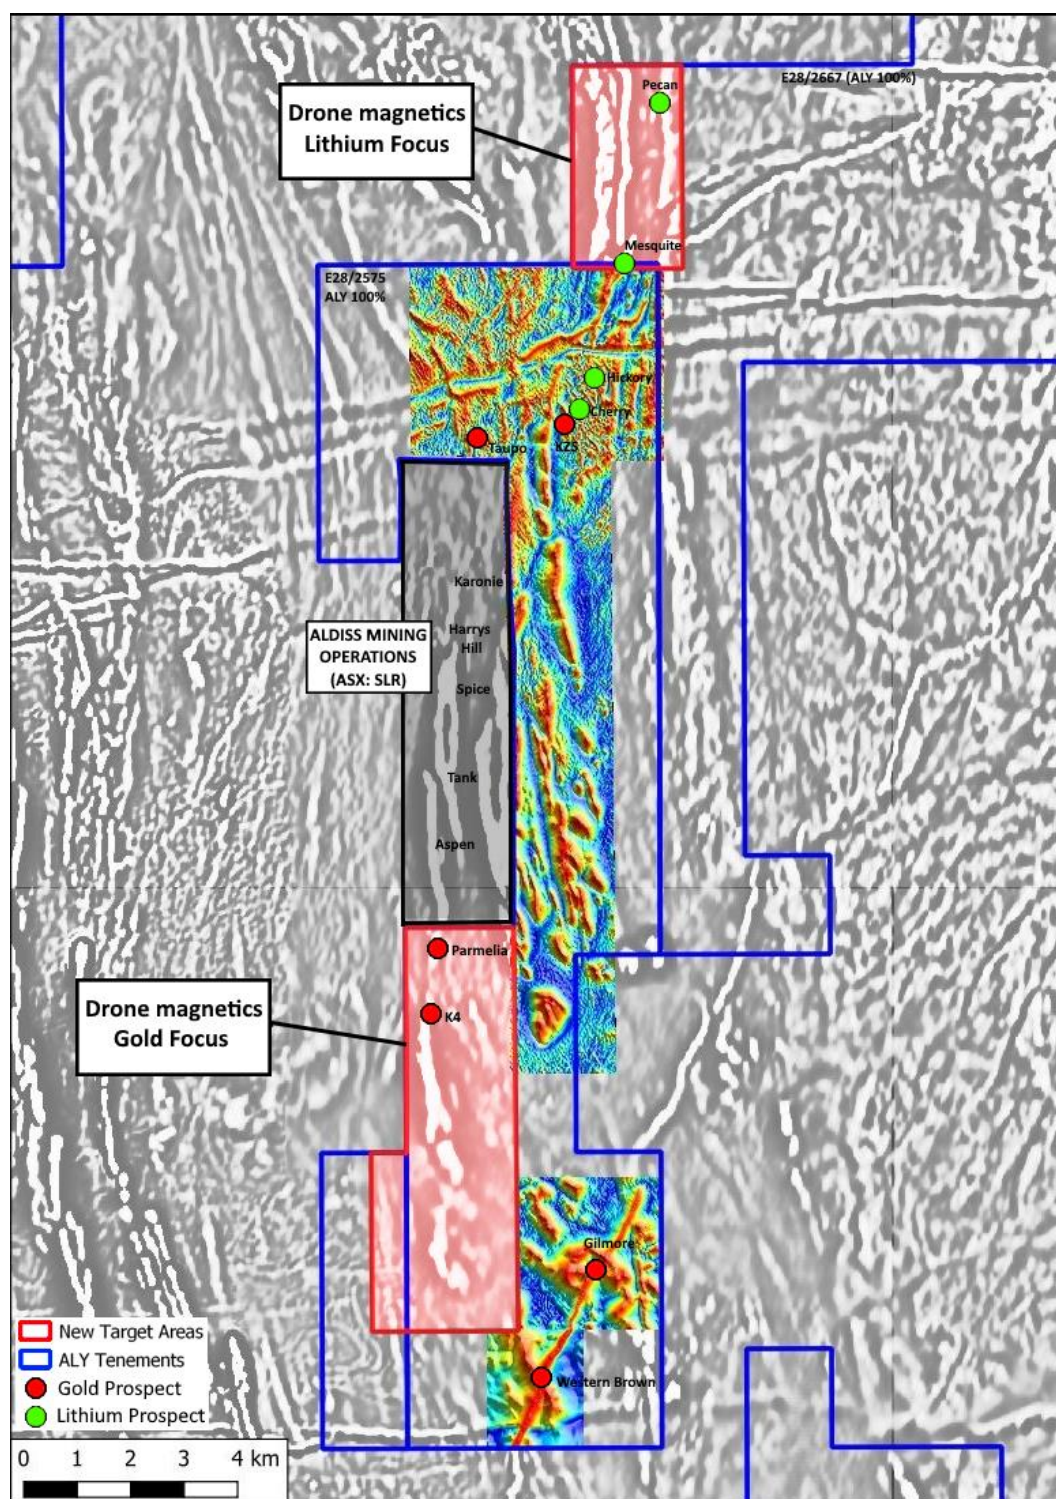 Pecan
E28/2667 (ALY 100%)
Drone magnetics
Lithium Focus
Mesquite
E28/2575
ALY 100%
Hickory
Cherry
KZ5
Taupo
Karonie
ALDISS MINING
OPERATIONS
(ASX: SLR)
Harrys
Hill
Spice
Tank
Aspen
Parmelia
Drone magnetics
Gold Focus
K4
Gilmore
Western Brown
New Target Areas
ALY Tenements
Gold Prospect
Lithium Prospect
0 1 2 3 4 km